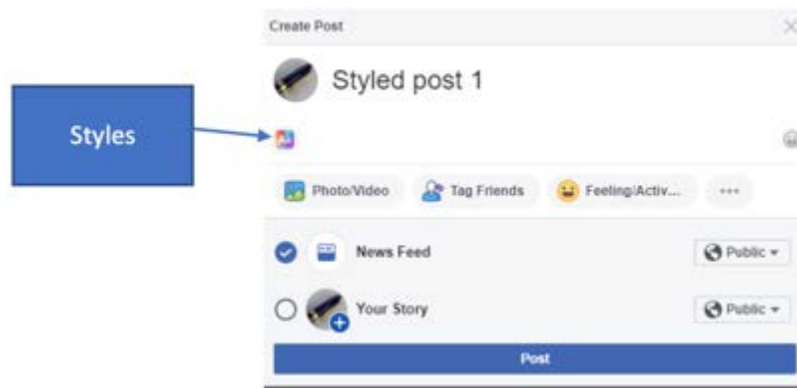 Create Post
Styled post 1
Styles
Photo/Video Tag Friends Feeling/Activ...
News Feed Public
Your Story Public
Post